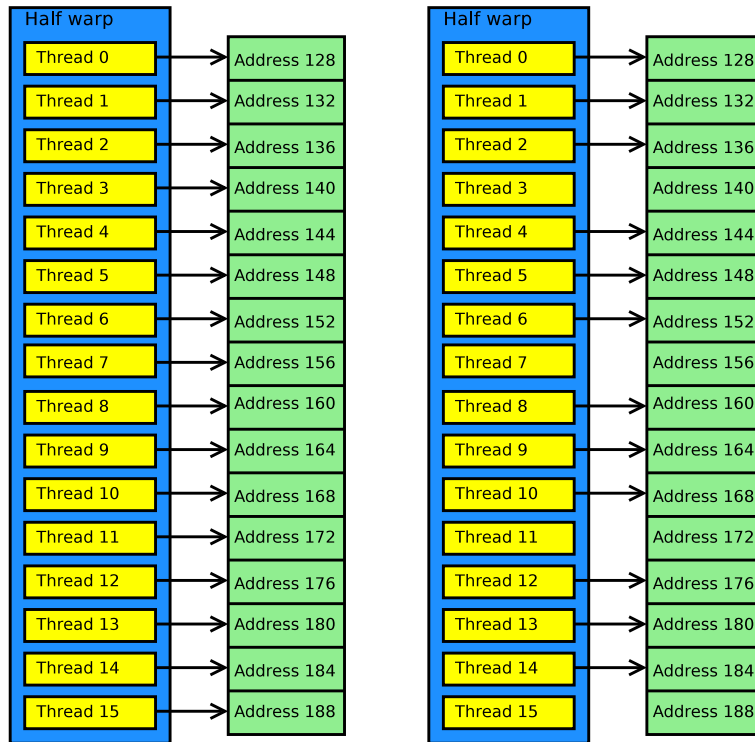 Half warp
Thread 0
Address 128
Thread 1
Address 132
Thread 2
Address 136
Thread 3
Address 140
Thread 4
Address 144
Thread 5
Address 148
Thread 6
Address 152
Thread 7
Address 156
Thread 8
Address 160
Thread 9
Address 164
Thread 10
Address 168
Thread 11
Address 172
Thread 12
Address 176
Thread 13
Address 180
Thread 14
Address 184
Thread 15
Address 188
Half warp
Thread 0
Address 128
Thread 1
Address 132
Thread 2
Address 136
Thread 3
Address 140
Thread 4
Address 144
Thread 5
Address 148
Thread 6
Address 152
Thread 7
Address 156
Thread 8
Address 160
Thread 9
Address 164
Thread 10
Address 168
Thread 11
Address 172
Thread 12
Address 176
Thread 13
Address 180
Thread 14
Address 184
Thread 15
Address 188